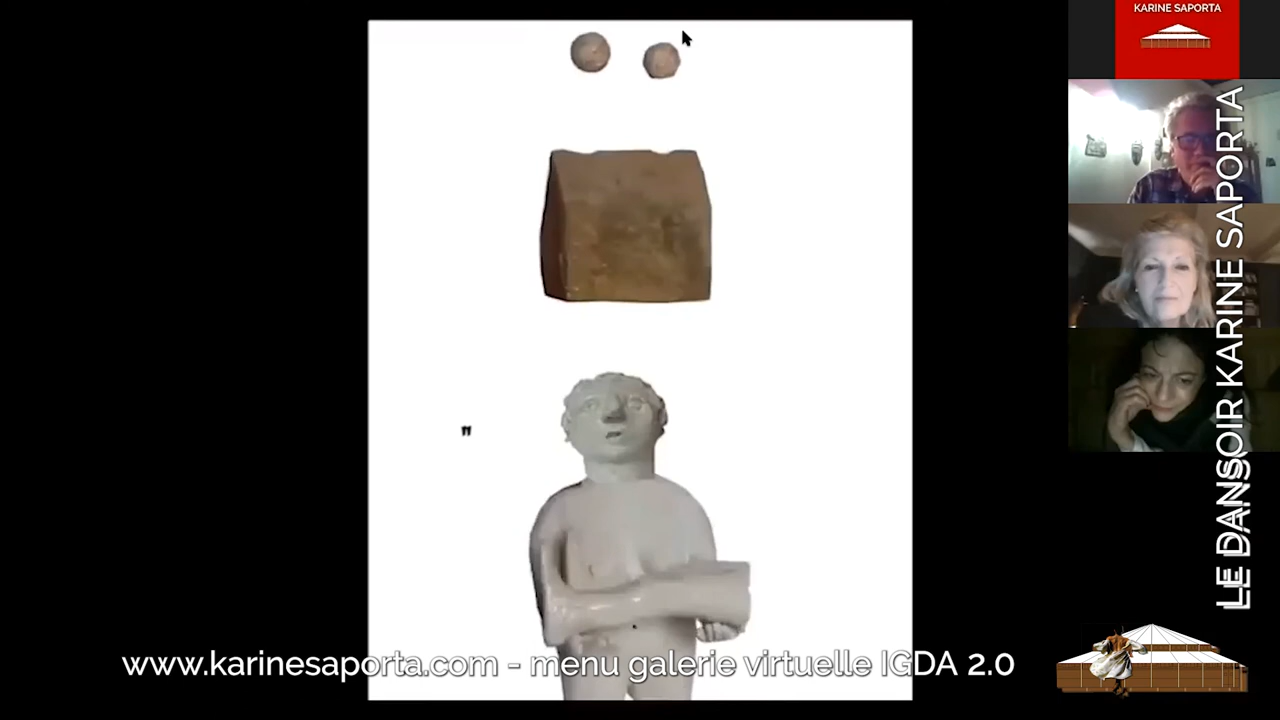 KARINE SAPORTA
LE DANSOIR KARINE SAPORTA
"
www.karinesaporta.com - menu galerie virtuelle IGDA 2.0